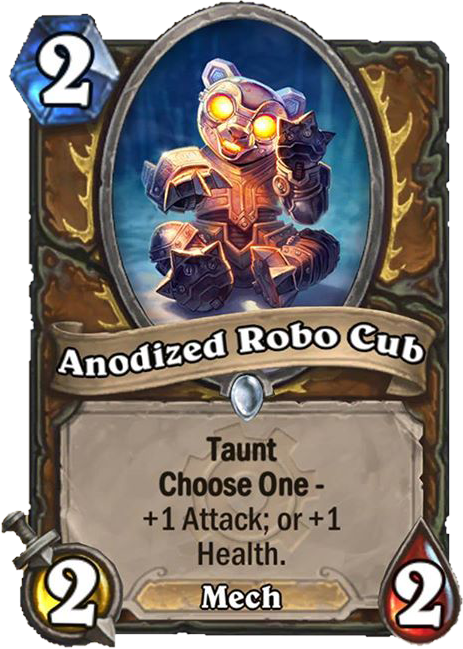 2
Anodized Robo Cub
Taunt
Choose One -
+1 Attack; or +1
Health.
2
Mech
2